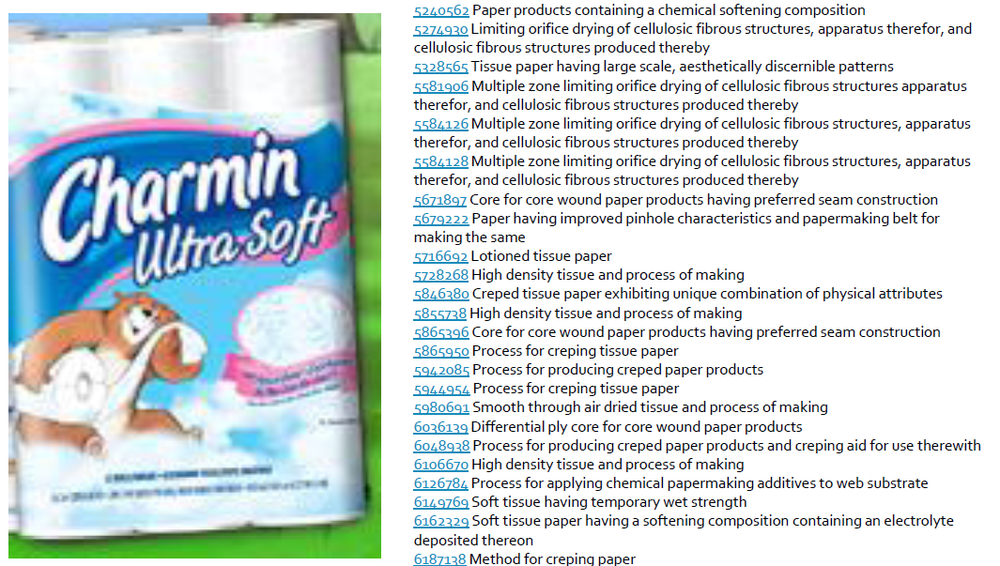 Charmin
Ultra-Soft
5240562 Paper products containing a chemical softening composition
5274930 Limiting orifice drying of cellulosic fibrous structures, apparatus therefor, and
cellulosic fibrous structures produced thereby
5328565 Tissue paper having large scale, aesthetically discernible patterns
5581906 Multiple zone limiting orifice drying of cellulosic fibrous structures apparatus
therefor, and cellulosic fibrous structures produced thereby
5584126 Multiple zone limiting orifice drying of cellulosic fibrous structures, apparatus
therefor, and cellulosic fibrous structures produced thereby
5584128 Multiple zone limiting orifice drying of cellulosic fibrous structures, apparatus
therefor, and cellulosic fibrous structures produced thereby
5671897 Core for core wound paper products having preferred seam construction
5679222 Paper having improved pinhole characteristics and papermaking belt for
making the same
5716692 Lotioned tissue paper
5728268 High density tissue and process of making
5846380 Creped tissue paper exhibiting unique combination of physical attributes
5855738 High density tissue and process of making
5865396 Core for core wound paper products having preferred seam construction
5865950 Process for creping tissue paper
5942085 Process for producing creped paper products
5944954 Process for creping tissue paper
5980691 Smooth through air dried tissue and process of making
6036139 Differential ply core for core wound paper products
6048938 Process for producing creped paper products and creping aid for use therewith
6106670 High density tissue and process of making
6126784 Process for applying chemical papermaking additives to web substrate
6149769 Soft tissue having temporary wet strength
6162329 Soft tissue paper having a softening composition containing an electrolyte
deposited thereon
6187138 Method for creping paper